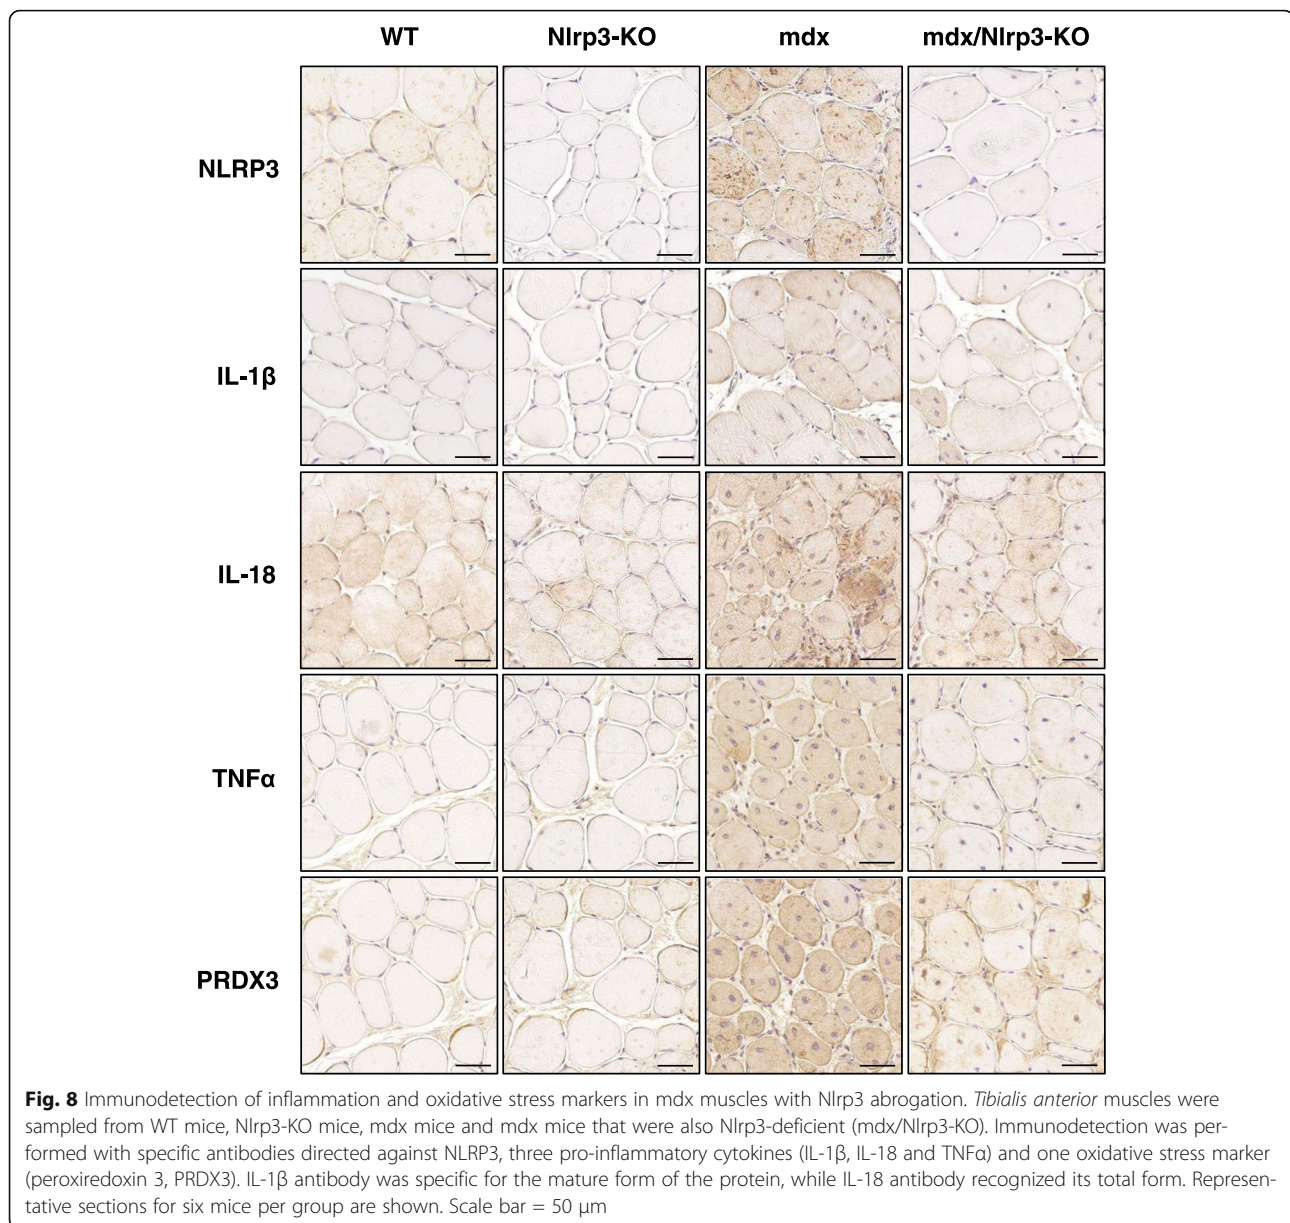 WT Nlrp3-KO mdx mdx/Nlrp3-KO
NLRP3
IL-1β
IL-18
TNFα
PRDX3
Fig. 8 Immunodetection of inflammation and oxidative stress markers in mdx muscles with Nlrp3 abrogation. Tibialis anterior muscles were
sampled from WT mice, Nlrp3-KO mice, mdx mice and mdx mice that were also Nlrp3-deficient (mdx/Nlrp3-KO). Immunodetection was per-
formed with specific antibodies directed against NLRP3, three pro-inflammatory cytokines (IL-1β, IL-18 and TNFα) and one oxidative stress marker
(peroxiredoxin 3, PRDX3). IL-1β antibody was specific for the mature form of the protein, while IL-18 antibody recognized its total form. Represen-
tative sections for six mice per group are shown. Scale bar = 50 μm